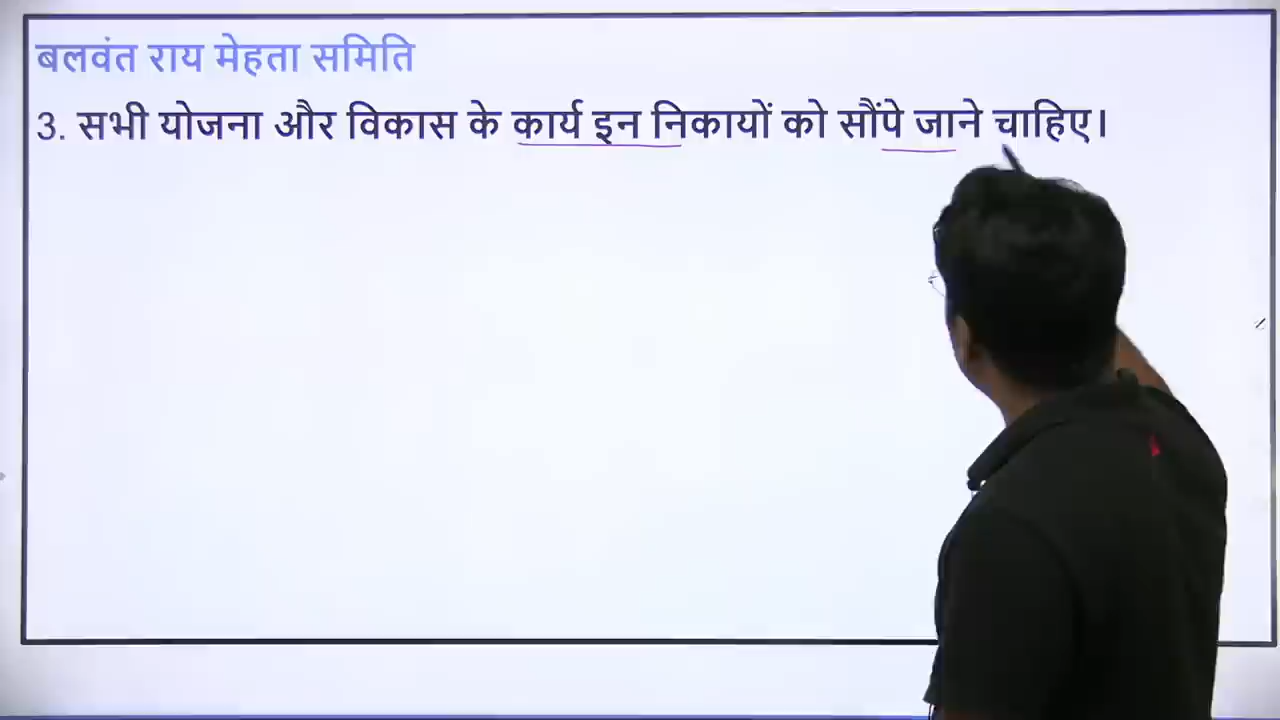 बलवंत राय मेहता समिति
3. सभी योजना और विकास के कार्य इन निकायों को सौंपे जाने चाहिए।